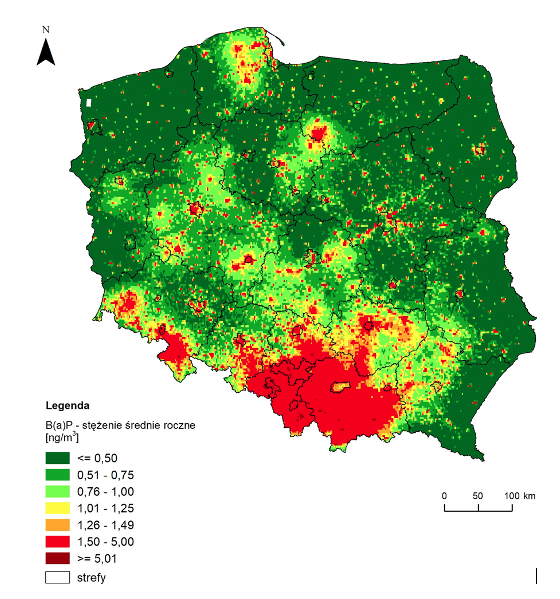 N
Legenda
B(a)P - stężenie średnie roczne
[ng/m³]
<= 0,50
0,51 - 0,75
0,76 - 1,00
1,01 - 1,25
1,26 - 1,49
1,50 - 5,00
>= 5,01
strefy
0 50 100 km